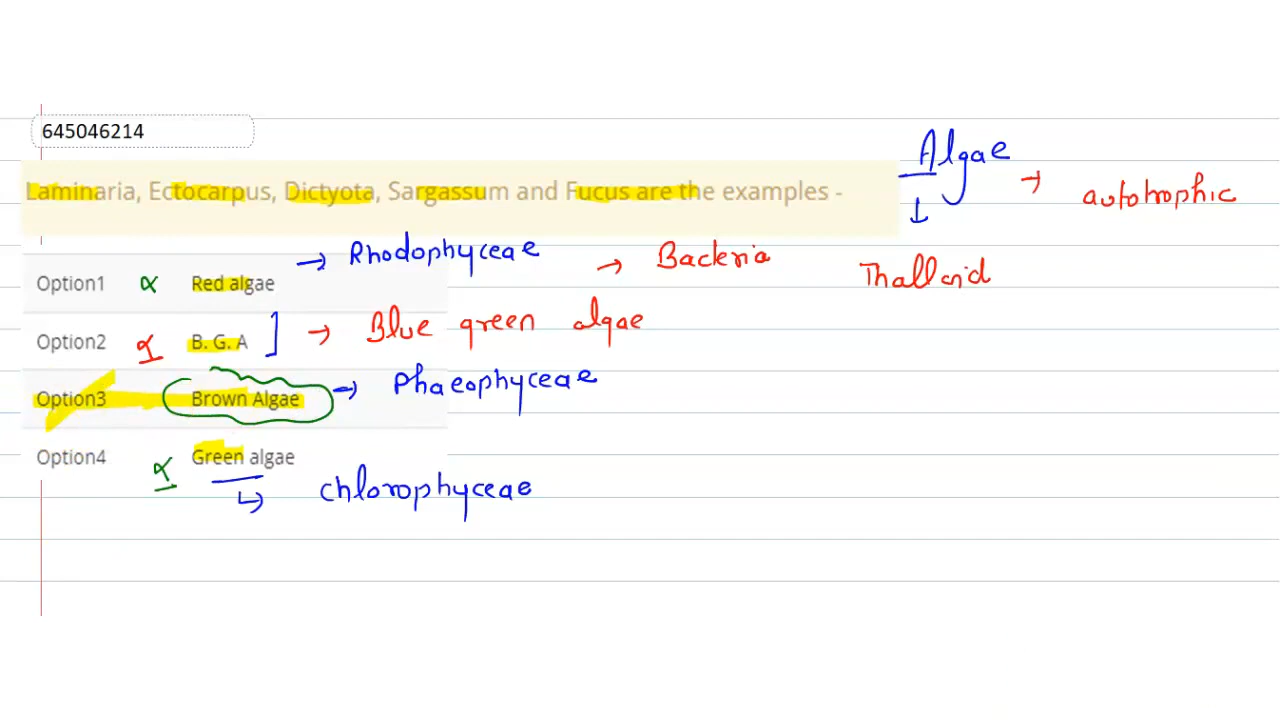 645046214
Algae
Laminaria, Ectocarpus, Dictyota, Sargassum and Fucus are the examples -
→ autotrophic
↓
Thalloid
Option1 Red algae → Rhodophyceae
→ Backria
Option2 B. G. A ] → Blue green algae
Option3 Brown Algae → Phaeophyceae
Option4 Green algae
↳ chlorophyceae